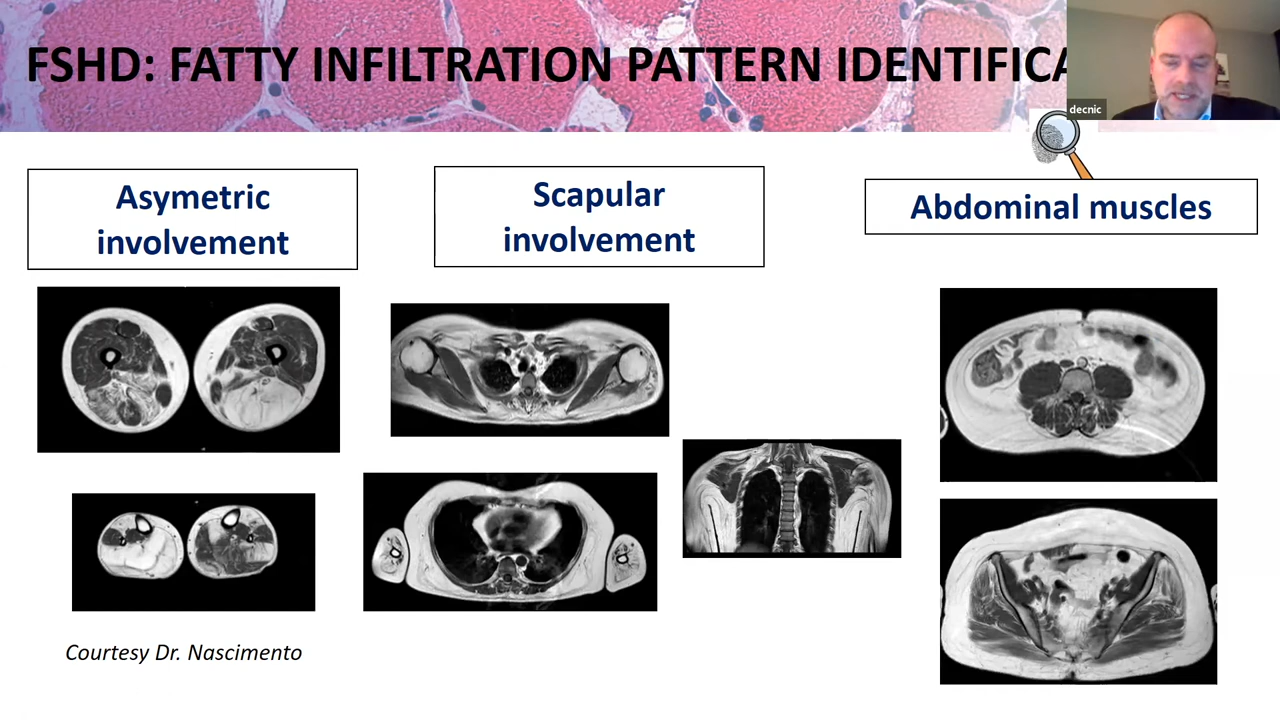 FSHD: FATTY INFILTRATION PATTERN IDENTIFICA
decnic
Asymetric
involvement
Scapular
involvement
Abdominal muscles
Courtesy Dr. Nascimento